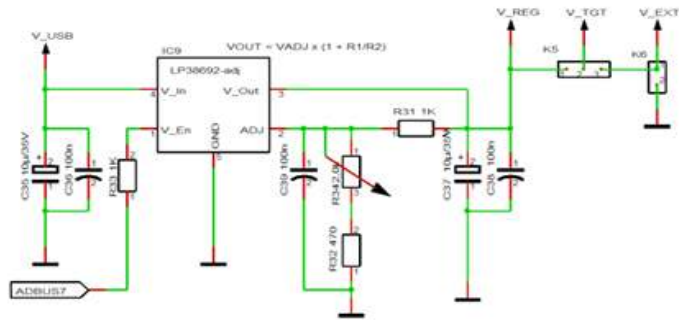 V_USB
IC9
VOUT = VADJ x (1 + R1/R2)
V_REG
V_TGT
V_EXT
K5
K6
LP38692-adj
V_In
V_Out
4
3
V_En
ADJ
GND
1
2
5
R31 1K
1
2
3
C35 10µ/35V
C36 100n
R33 1K
C39 100n
R32 470
C37 10µ/35V
C38 100n
ADBUS7